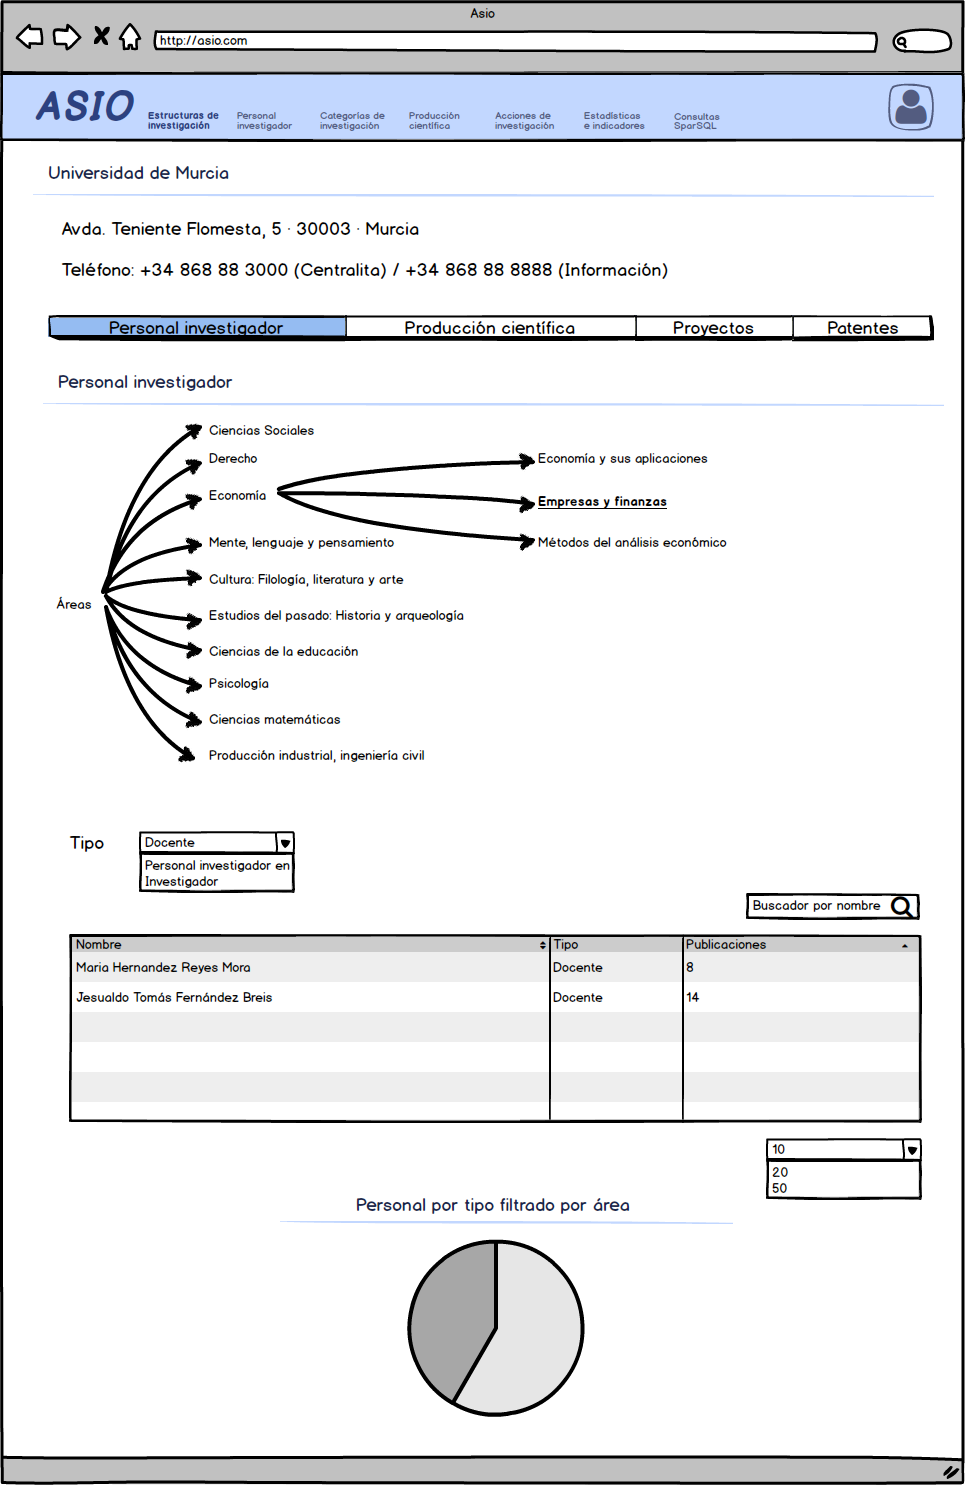 Asio
http://asio.com
ASIO
Estructuras de
investigación
Personal
investigador
Categorías de
investigación
Producción
científica
Acciones de
investigación
Estadísticas
e indicadores
Consultas
SparSQL
Universidad de Murcia
Avda. Teniente Flomesta, 5 · 30003 · Murcia
Teléfono: +34 868 88 3000 (Centralita) / +34 868 88 8888 (Información)
Personal investigador
Producción científica
Proyectos
Patentes
Personal investigador
Áreas
Ciencias Sociales
Derecho
Economía
Mente, lenguaje y pensamiento
Cultura: Filología, literatura y arte
Estudios del pasado: Historia y arqueología
Ciencias de la educación
Psicología
Ciencias matemáticas
Producción industrial, ingeniería civil
Economía y sus aplicaciones
Empresas y finanzas
Métodos del análisis económico
Tipo
Docente
Personal investigador en
Investigador
Buscador por nombre
Nombre Tipo Publicaciones
Maria Hernandez Reyes Mora Docente 8
Jesualdo Tomás Fernández Breis Docente 14
10
20
50
Personal por tipo filtrado por área